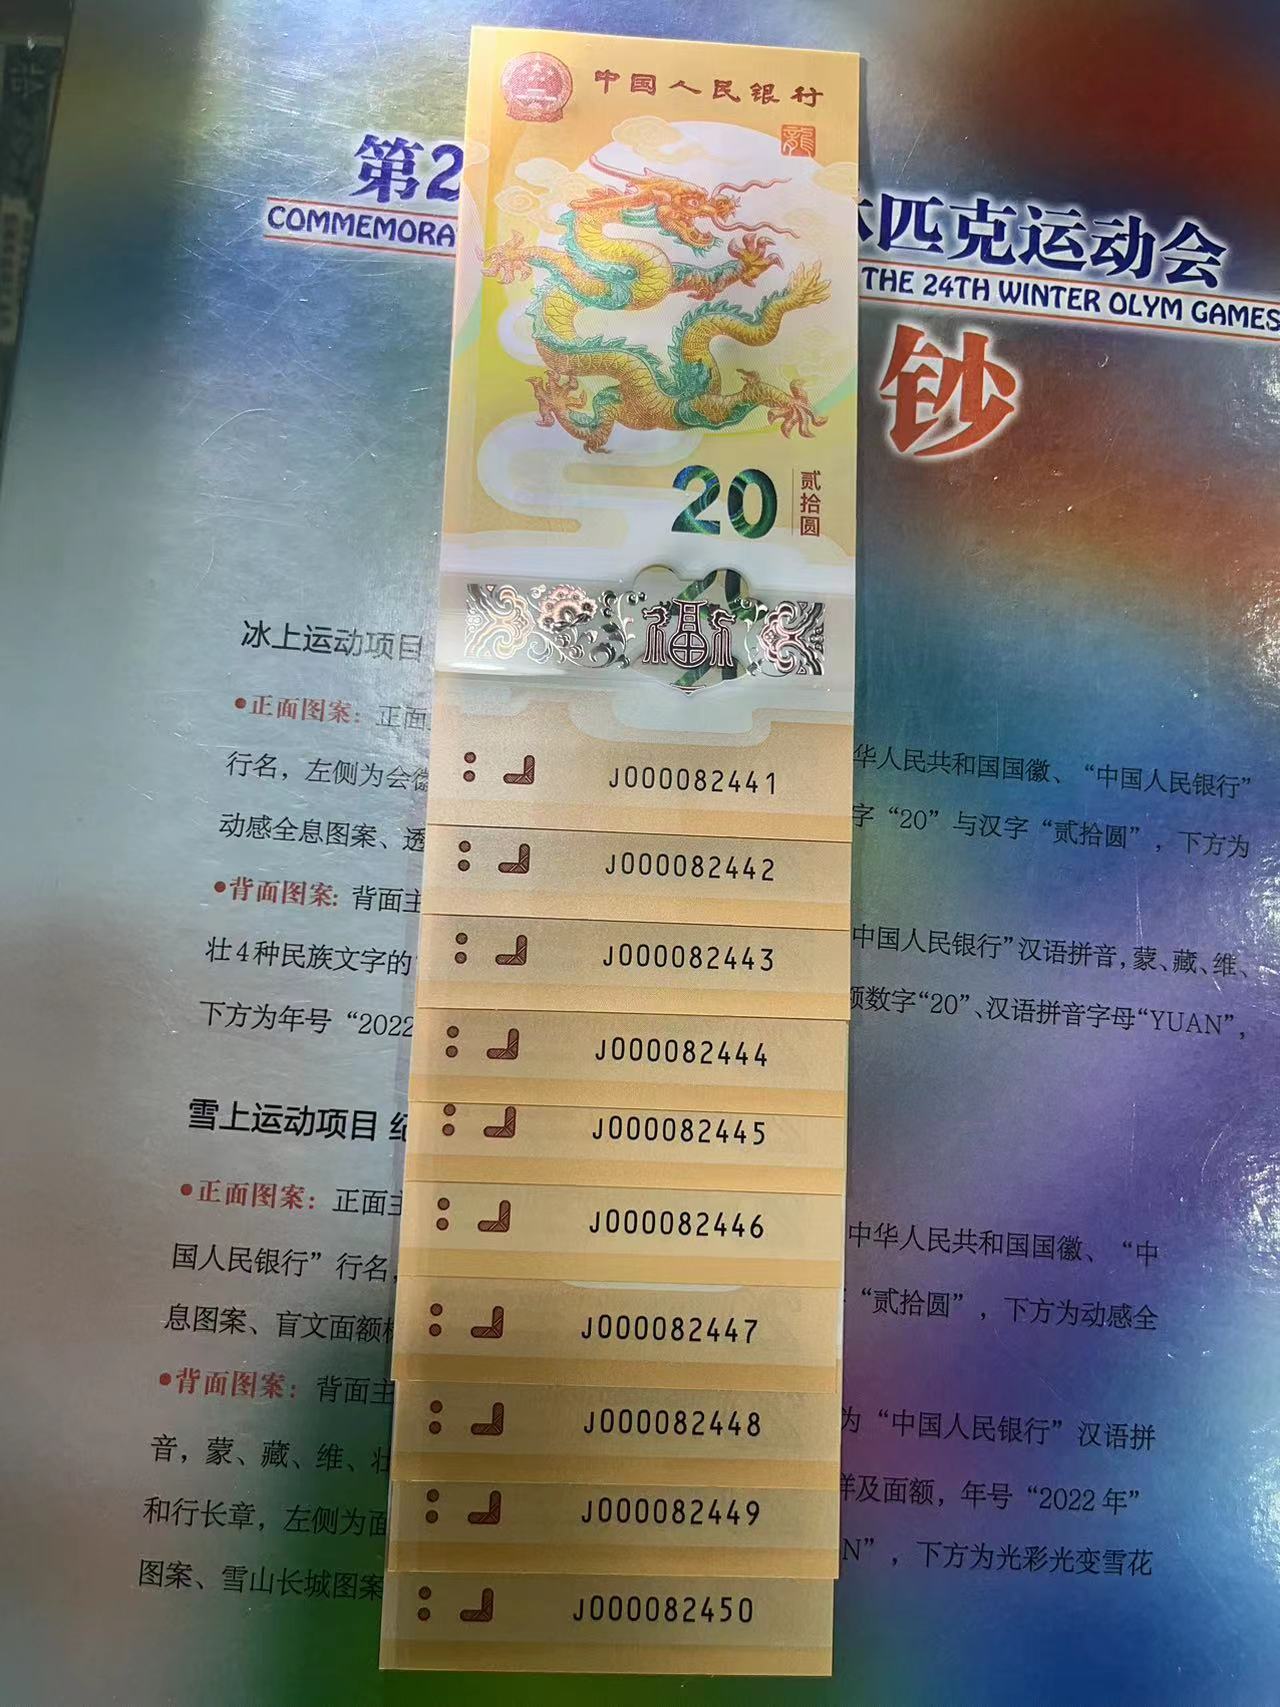 中国人民银行
龍
第2
林匹克运动会
COMMEMORA
THE 24TH WINTER OLYM GAMES
钞
20
贰拾圆
福
冰上运动项目
•正面图案：正面
行名，左侧为会徽
华人民共和国国徽、“中国人民银行”
动感全息图案、透
字“20”与汉字“贰拾圆”，下方为
•背面图案：背面主
壮4种民族文字的
中国人民银行”汉语拼音，蒙、藏、维、
下方为年号“2022
额数字“20”、汉语拼音字母“YUAN”，
雪上运动项目
•正面图案：正面主
中华人民共和国国徽、“中
国人民银行”行名，
“贰拾圆”，下方为动感全
息图案、盲文面额标
•背面图案：背面主
为“中国人民银行”汉语拼
音，蒙、藏、维、壮
样及面额，年号“2022年”
和行长章，左侧为面
N”，下方为光彩光变雪花
图案、雪山长城图案
J000082441
J000082442
J000082443
J000082444
J000082445
J000082446
J000082447
J000082448
J000082449
J000082450